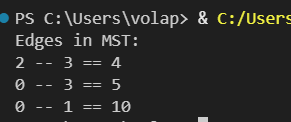 PS C:\Users\volap> & C:/Users
Edges in MST:
2 -- 3 == 4
0 -- 3 == 5
0 -- 1 == 10